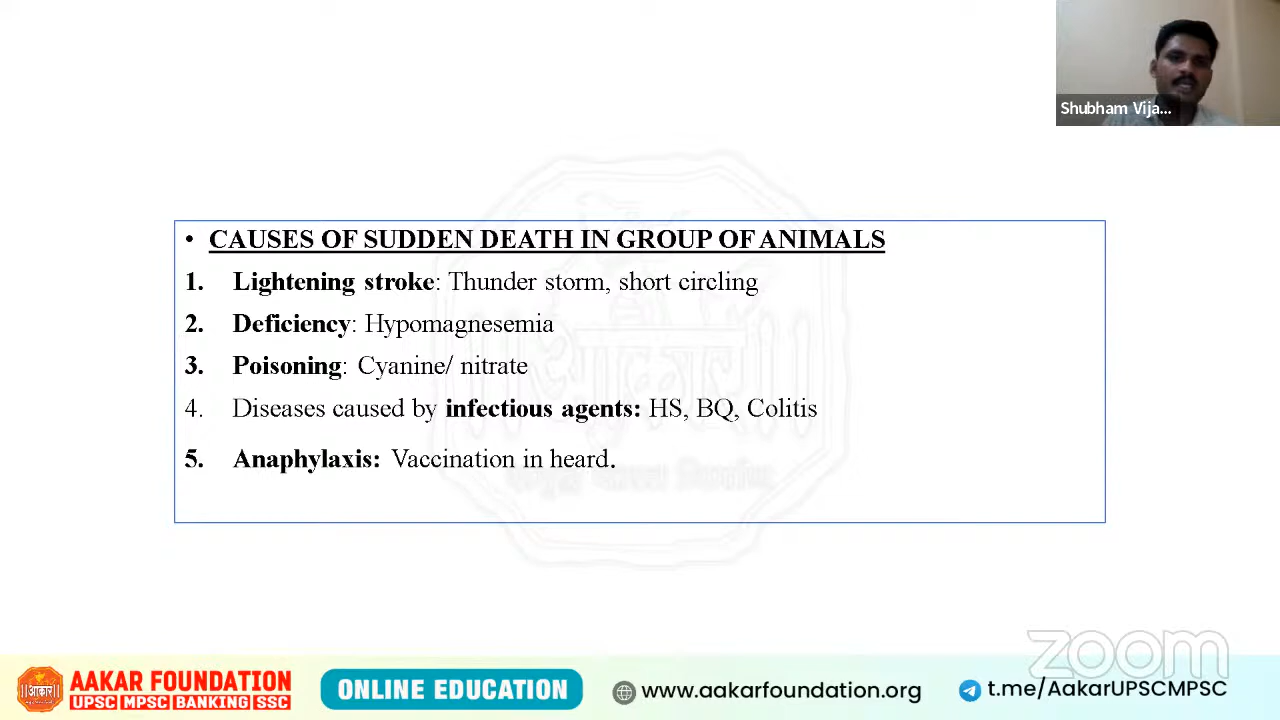 Shubham Vija...
• CAUSES OF SUDDEN DEATH IN GROUP OF ANIMALS
1. Lightening stroke: Thunder storm, short circling
2. Deficiency: Hypomagnesemia
3. Poisoning: Cyanine/ nitrate
4. Diseases caused by infectious agents: HS, BQ, Colitis
5. Anaphylaxis: Vaccination in heard.
॥आकार॥
zoom
॥आकार॥
AAKAR FOUNDATION
UPSC MPSC BANKING SSC
ONLINE EDUCATION
www.aakarfoundation.org
t.me/AakarUPSCMPSC